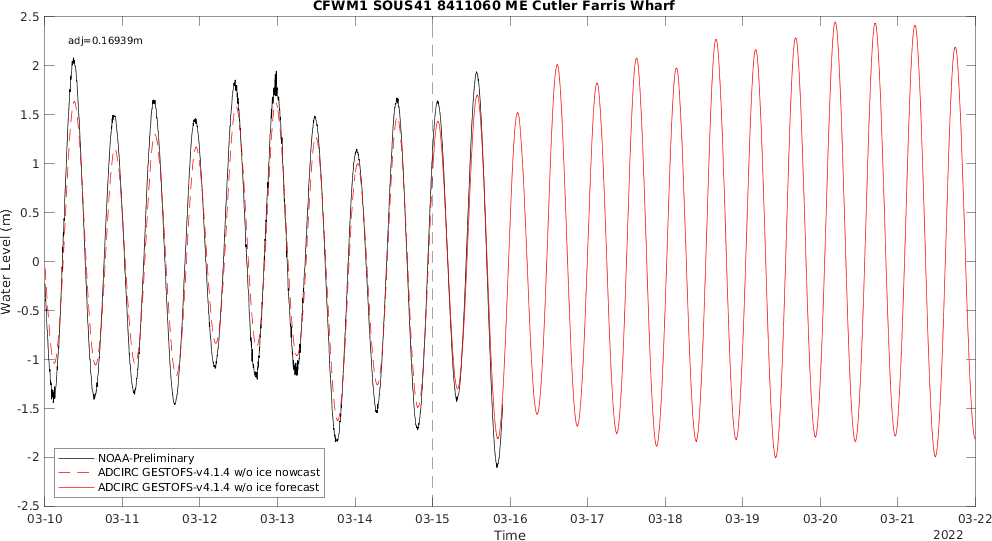 CFWM1 SOUS41 8411060 ME Cutler Farris Wharf
adj=0.16939m
Water Level (m)
2.5
2
1.5
1
0.5
0
-0.5
-1
-1.5
-2
-2.5
NOAA-Preliminary
ADCIRC GESTOFS-v4.1.4 w/o ice nowcast
ADCIRC GESTOFS-v4.1.4 w/o ice forecast
03-10 03-11 03-12 03-13 03-14 03-15 03-16 03-17 03-18 03-19 03-20 03-21 03-22
Time
2022